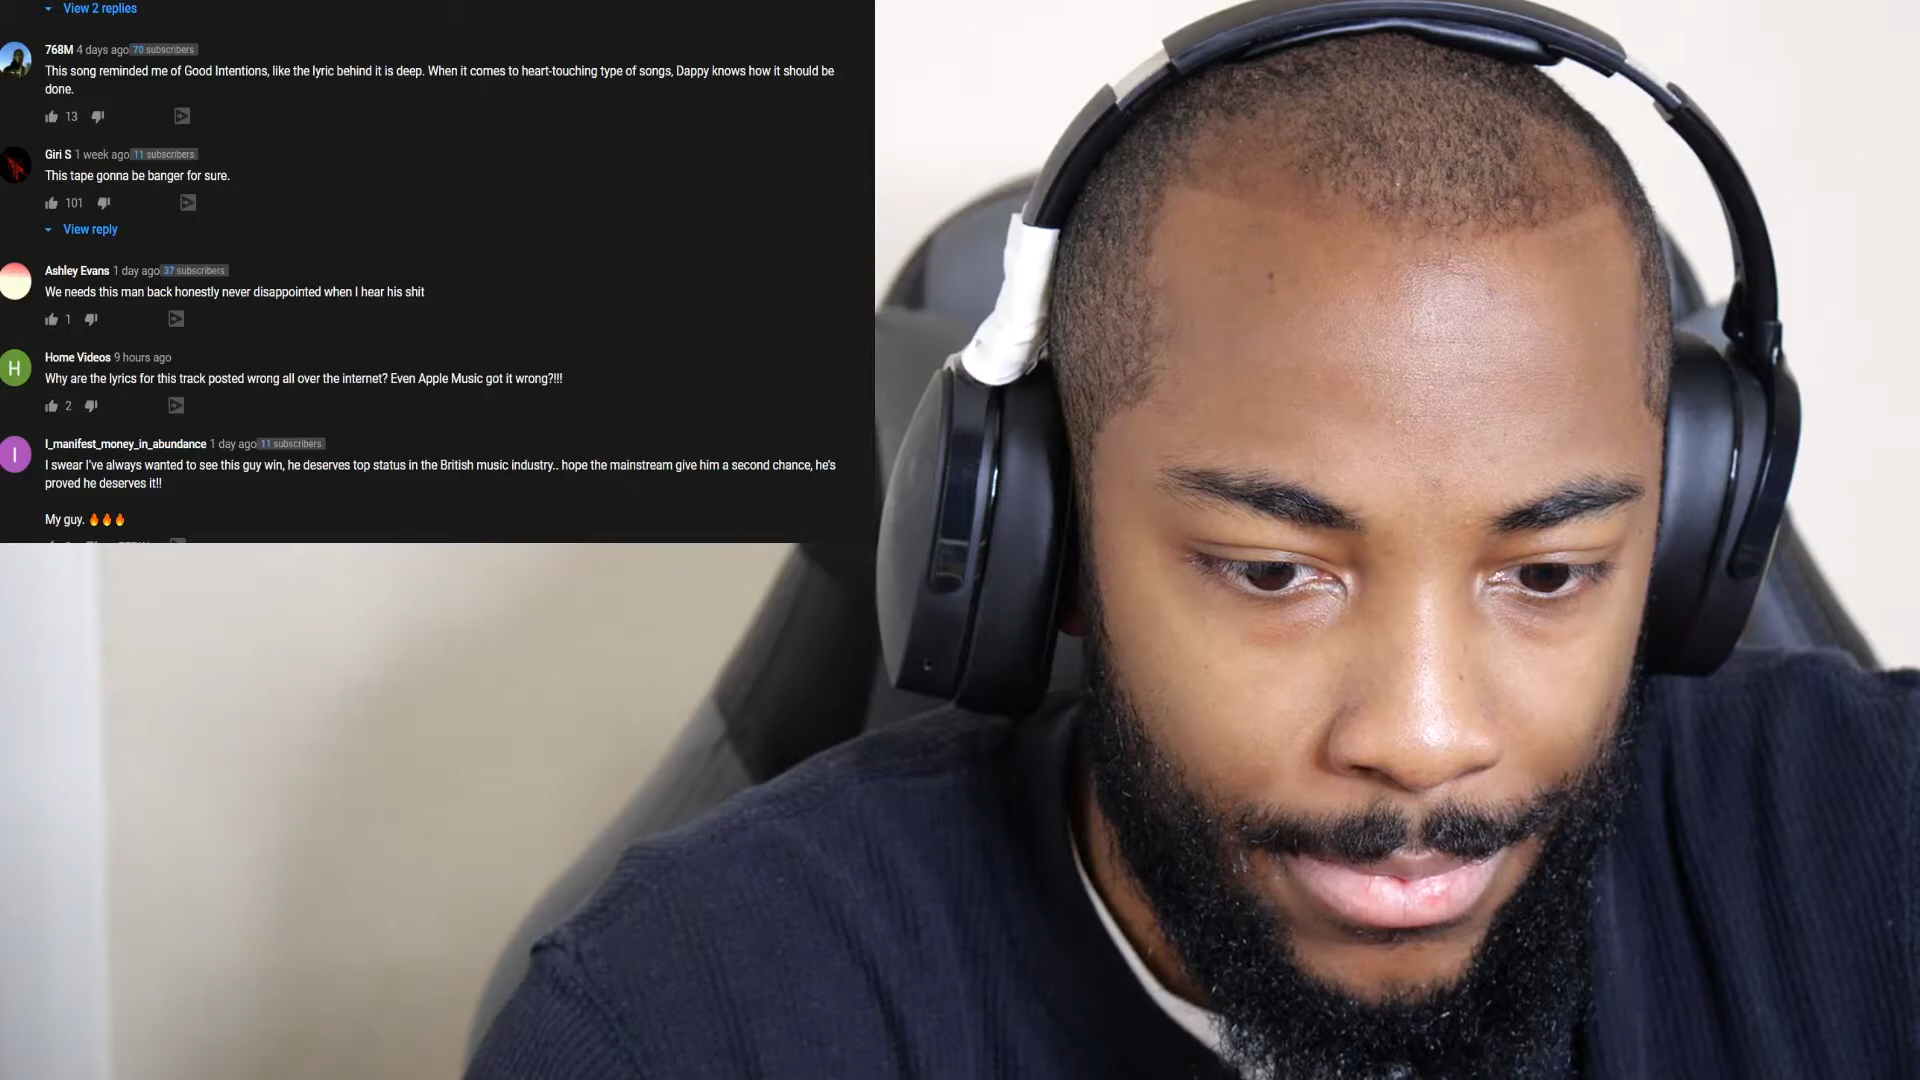 View 2 replies
768M 4 days ago 70 subscribers
This song reminded me of Good Intentions, like the lyric behind it is deep. When it comes to heart-touching type of songs, Dappy knows how it should be
done.
13
Giri S 1 week ago 11 subscribers
This tape gonna be banger for sure.
101
View reply
Ashley Evans 1 day ago 37 subscribers
We needs this man back honestly never disappointed when I hear his shit
1
H
Home Videos 9 hours ago
Why are the lyrics for this track posted wrong all over the internet? Even Apple Music got it wrong?!!!
2
I
I_manifest_money_in_abundance 1 day ago 11 subscribers
I swear I've always wanted to see this guy win, he deserves top status in the British music industry.. hope the mainstream give him a second chance, he's
proved he deserves it!!
My guy. 🔥🔥🔥